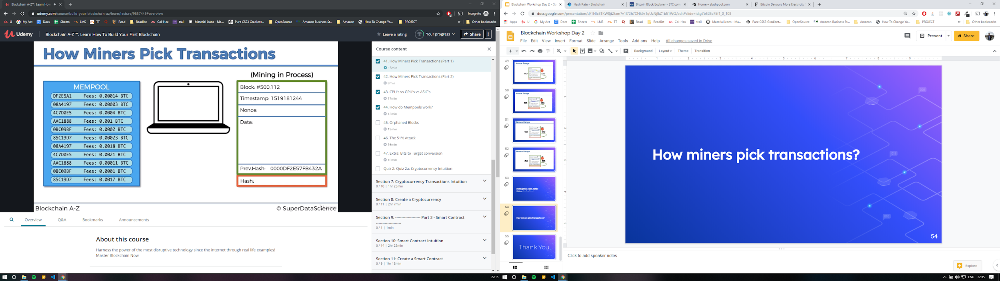 Blockchain A-Z™: Learn How
udemy.com/course/build-your-blockchain-az/learn/lecture/9657448#overview
Incognito
U
My Act
Docs
Sheets
LMS
TT
Read
Readlist
Col-Hex
trail
Material icons - Ma...
Pure CSS3 Gradient...
OpenSource
Amazon Business St...
Amazon
How To Change Yo...
PROJECT
Other bookmarks
Udemy
Blockchain A-Z™: Learn How To Build Your First Blockchain
Leave a rating
Your progress
Share
How Miners Pick Transactions
MEMPOOL
DF2E5A1 Fees: 0.00014 BTC
08A4197 Fees: 0.00003 BTC
4C7D0E5 Fees: 0.0004 BTC
AAC1888 Fees: 0.001 BTC
0BC09BF Fees: 0.0002 BTC
85C19D7 Fees: 0.00023 BTC
08A4197 Fees: 0.0018 BTC
4C7D0E5 Fees: 0.0021 BTC
AAC1888 Fees: 0.00011 BTC
0BC09BF Fees: 0.0001 BTC
85C19D7 Fees: 0.0017 BTC
(Mining in Process)
Block: #500,112
Timestamp: 1519181244
Nonce:
Data:
Prev.Hash: 0000DF2E57FB432A
Hash:
Blockchain A-Z
© SuperDataScience
Course content
41. How Miners Pick Transactions (Part 1)
15min
42. How Miners Pick Transactions (Part 2)
8min
43. CPU's vs GPU's vs ASIC's
17min
44. How do Mempools work?
12min
45. Orphaned Blocks
12min
46. The 51% Attack
16min
47. Extra: Bits to Target conversion
10min
Quiz 2: Quiz 2a: Cryptocurrency Intuition
Section 7: Cryptocurrency Transactions Intuition
0 / 10 | 1hr 23min
Section 8: Create a Cryptocurrency
0 / 11 | 2hr 7min
Section 9: -------------------- Part 3 - Smart Contract
--------------------
0 / 1 | 1min
Section 10: Smart Contract Intuition
0 / 14 | 2hr 22min
Section 11: Create a Smart Contract
0 / 9 | 1hr 18min
Overview
Q&A
Bookmarks
Announcements
About this course
Harness the power of the most disruptive technology since the internet through real life examples!
Master Blockchain Now
22:15
Blockchain Workshop Day 2 - Go
Hash Rate - Blockchain
Bitcoin Block Explorer - BTC.com
Home – slushpool.com
Bitcoin Devours More Electricity
Apps
U
My Act
Docs
Sheets
LMS
TT
Read
Readlist
Col-Hex
trail
Material icons - Ma...
Pure CSS3 Gradient...
OpenSource
Amazon Business St...
Amazon
How To Change Yo...
PROJECT
Other bookmarks
Blockchain Workshop Day 2
File Edit View Insert Format Slide Arrange Tools Add-ons Help
All changes saved in Drive
Present
Share
Background
Layout
Theme
Transition
1 2 3 4 5 6 7 8 9
49
Nonce Range
50
Nonce Range
51
Nonce Range
52
Nonce Range
53
Mining Pool Hash Rate?
54
How miners pick transactions?
55
Thank You
How miners pick transactions?
001
011
010
54
Click to add speaker notes
Explore
ENG
22:15